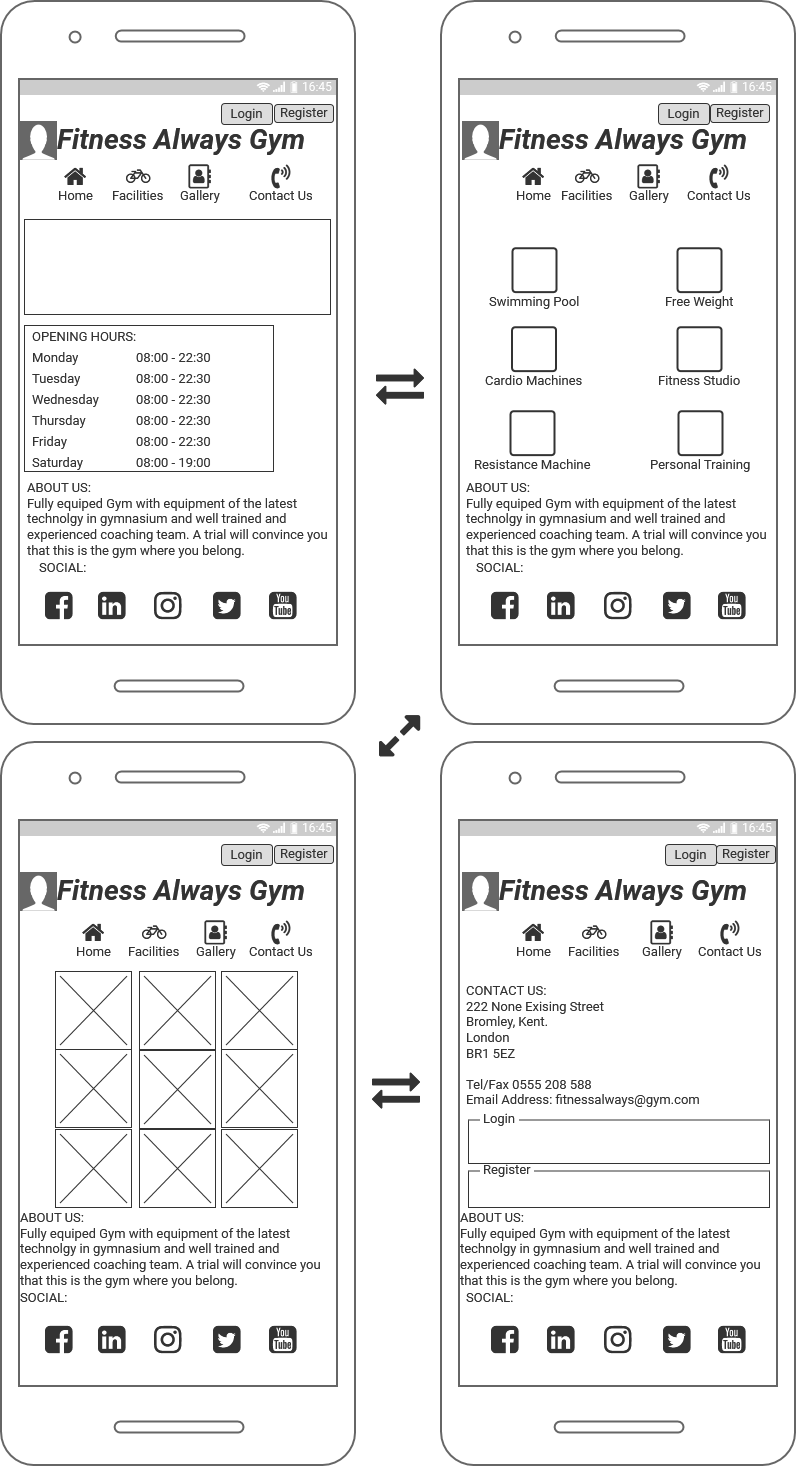 16:45
Login Register
Fitness Always Gym
Home Facilities Gallery Contact Us
OPENING HOURS:
Monday 08:00 - 22:30
Tuesday 08:00 - 22:30
Wednesday 08:00 - 22:30
Thursday 08:00 - 22:30
Friday 08:00 - 22:30
Saturday 08:00 - 19:00
ABOUT US:
Fully equiped Gym with equipment of the latest
technolgy in gymnasium and well trained and
experienced coaching team. A trial will convince you
that this is the gym where you belong.
SOCIAL:
You
Tube
16:45
Login Register
Fitness Always Gym
Home Facilities Gallery Contact Us
Swimming Pool Free Weight
Cardio Machines Fitness Studio
Resistance Machine Personal Training
ABOUT US:
Fully equiped Gym with equipment of the latest
technolgy in gymnasium and well trained and
experienced coaching team. A trial will convince you
that this is the gym where you belong.
SOCIAL:
You
Tube
16:45
Login Register
Fitness Always Gym
Home Facilities Gallery Contact Us
ABOUT US:
Fully equiped Gym with equipment of the latest
technolgy in gymnasium and well trained and
experienced coaching team. A trial will convince you
that this is the gym where you belong.
SOCIAL:
You
Tube
16:45
Login Register
Fitness Always Gym
Home Facilities Gallery Contact Us
CONTACT US:
222 None Exising Street
Bromley, Kent.
London
BR1 5EZ
Tel/Fax 0555 208 588
Email Address: fitnessalways@gym.com
Login
Register
ABOUT US:
Fully equiped Gym with equipment of the latest
technolgy in gymnasium and well trained and
experienced coaching team. A trial will convince you
that this is the gym where you belong.
SOCIAL:
You
Tube